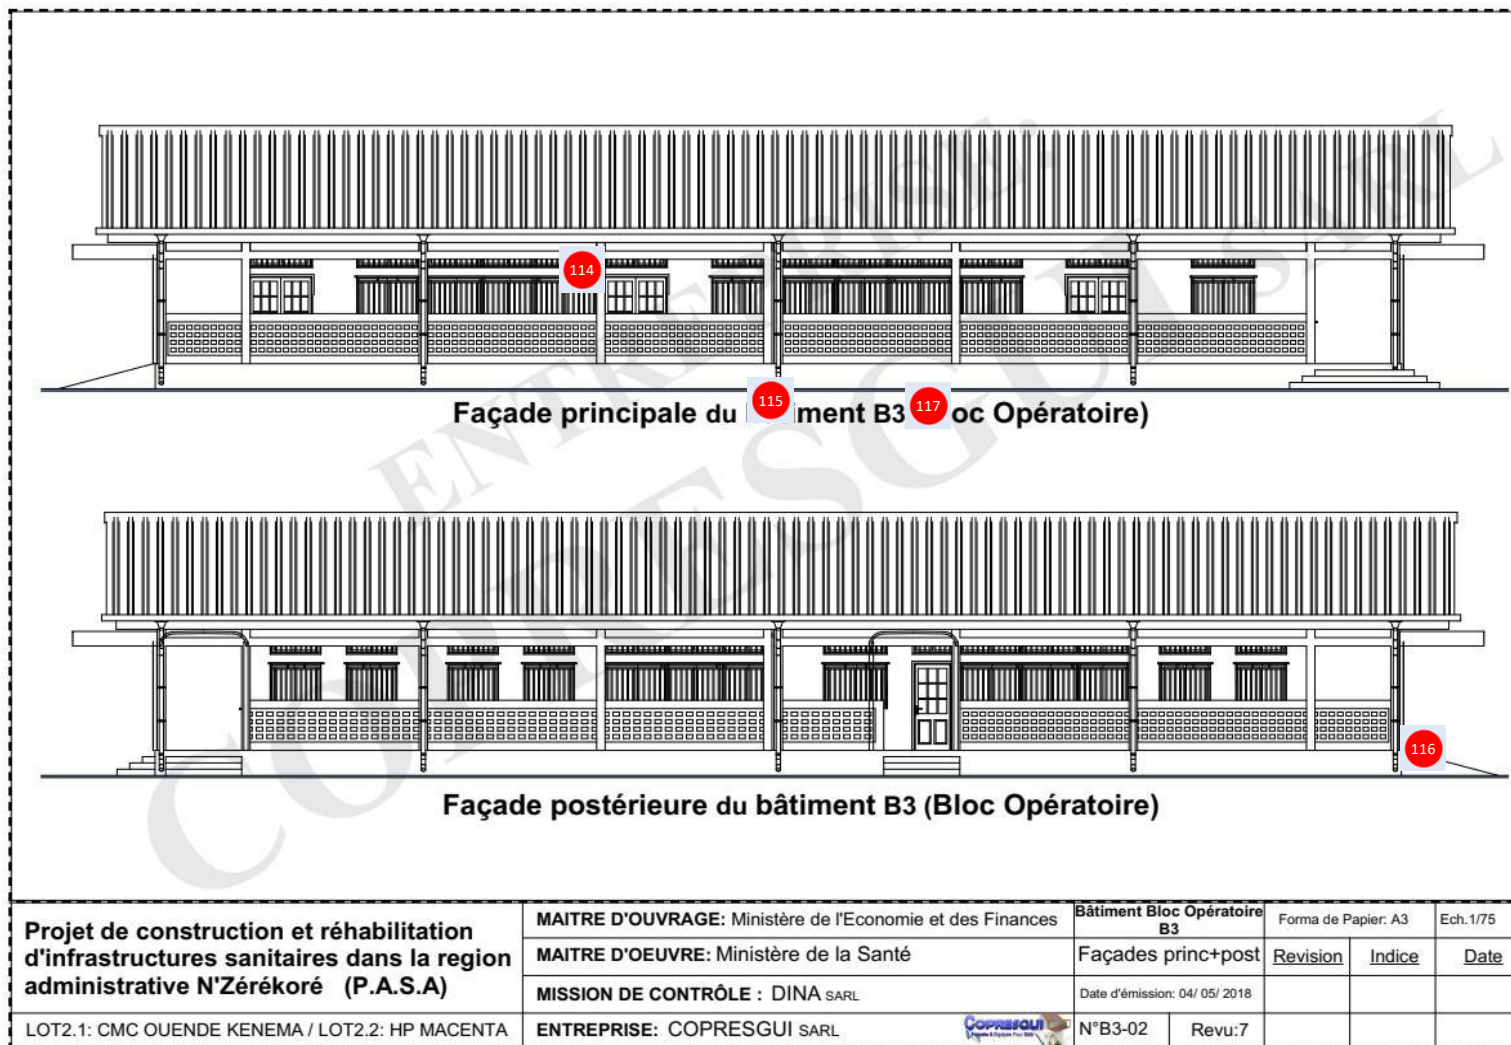 ENTREPRISE:
COPRESGUI SARL
114
115
117
Façade principale du ment B3 oc Opératoire)
116
Façade postérieure du bâtiment B3 (Bloc Opératoire)
Projet de construction et réhabilitation
d'infrastructures sanitaires dans la region
administrative N'Zérékoré (P.A.S.A)
LOT2.1: CMC OUENDE KENEMA / LOT2.2: HP MACENTA
MAITRE D'OUVRAGE: Ministère de l'Economie et des Finances
MAITRE D'OEUVRE: Ministère de la Santé
MISSION DE CONTRÔLE : DINA SARL
ENTREPRISE: COPRESGUI SARL
COPRESGUI
Bâtiment Bloc Opératoire
B3
Forma de Papier: A3
Ech.1/75
Façades princ+post
Revision
Indice
Date
Date d'émission: 04/ 05/ 2018
N°B3-02
Revu:7